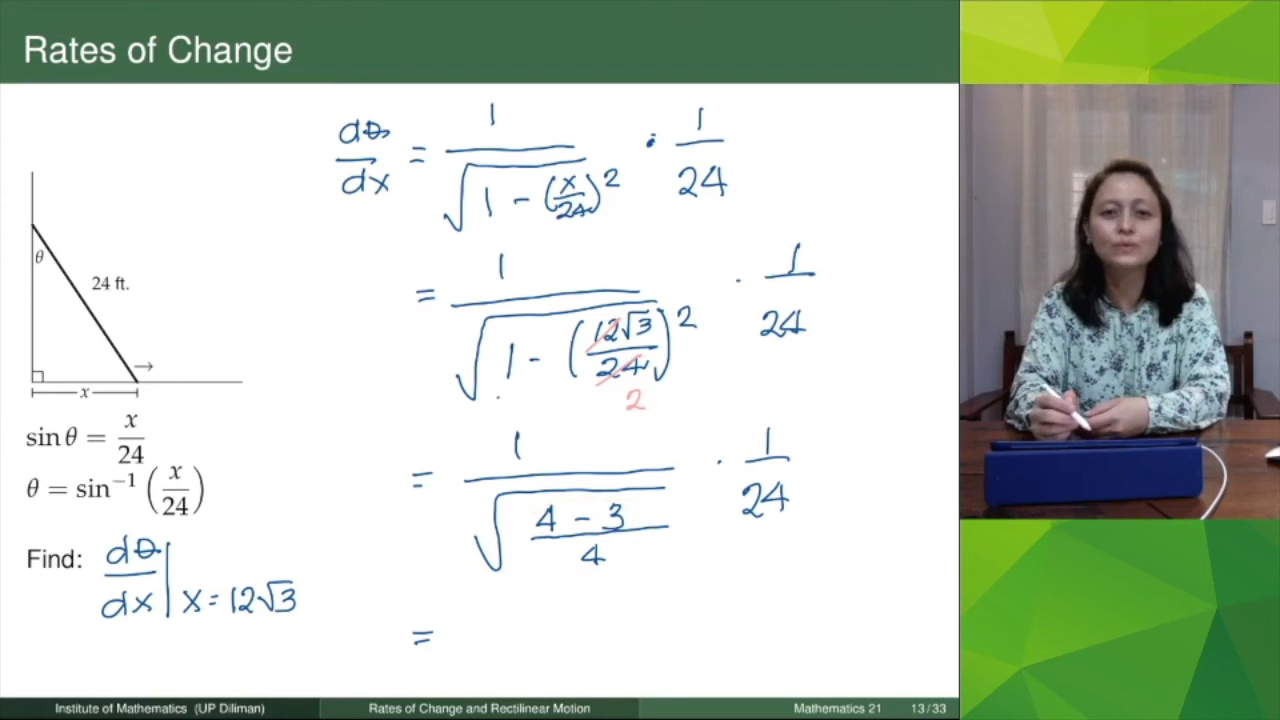 Rates of Change
θ
24 ft.
x
sin θ = x/24
θ = sin⁻¹ (x/24)
Find: dθ/dx | x = 12√3
dθ/dx = 1/√(1 - (x/24)²) · 1/24
= 1/√(1 - (12√3/24)²) · 1/24
2
= 1/√((4 - 3)/4) · 1/24
=
Institute of Mathematics (UP Diliman) Rates of Change and Rectilinear Motion Mathematics 21 13 / 33